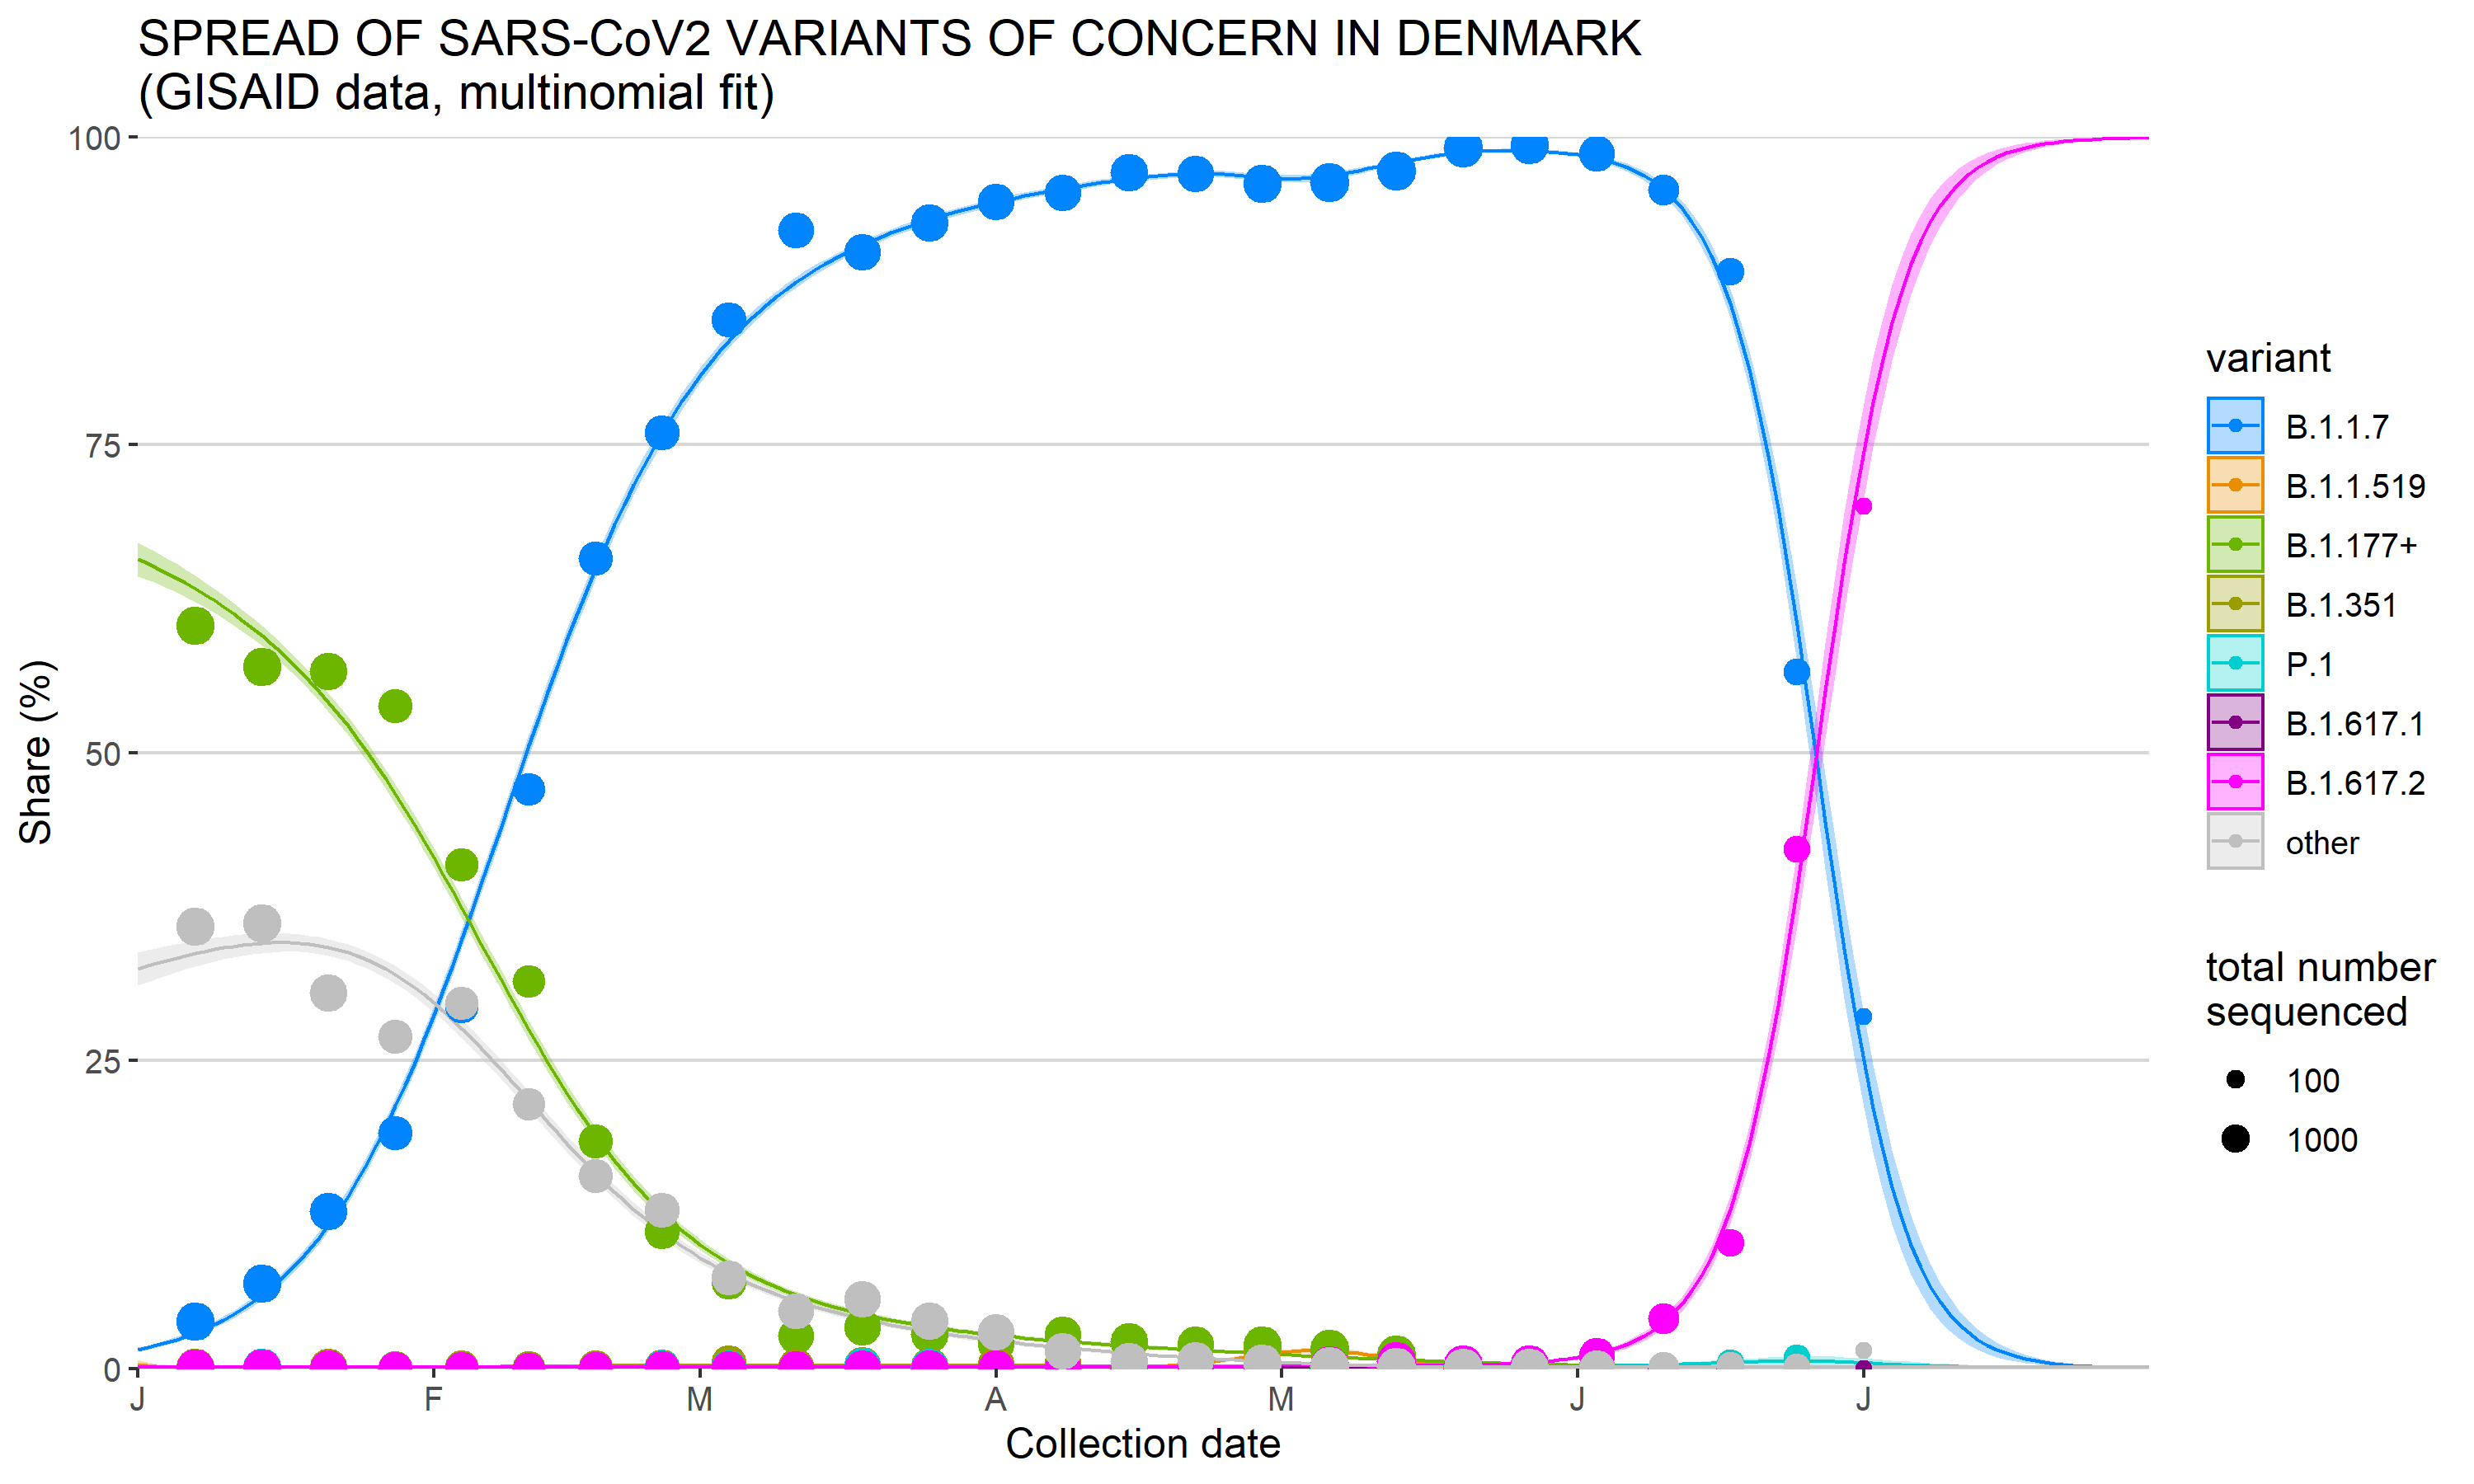 SPREAD OF SARS-CoV2 VARIANTS OF CONCERN IN DENMARK
(GISAID data, multinomial fit)
Share (%)
100
75
50
25
0
J
F
M
A
M
J
J
Collection date
variant
B.1.1.7
B.1.1.519
B.1.177+
B.1.351
P.1
B.1.617.1
B.1.617.2
other
total number
sequenced
100
1000